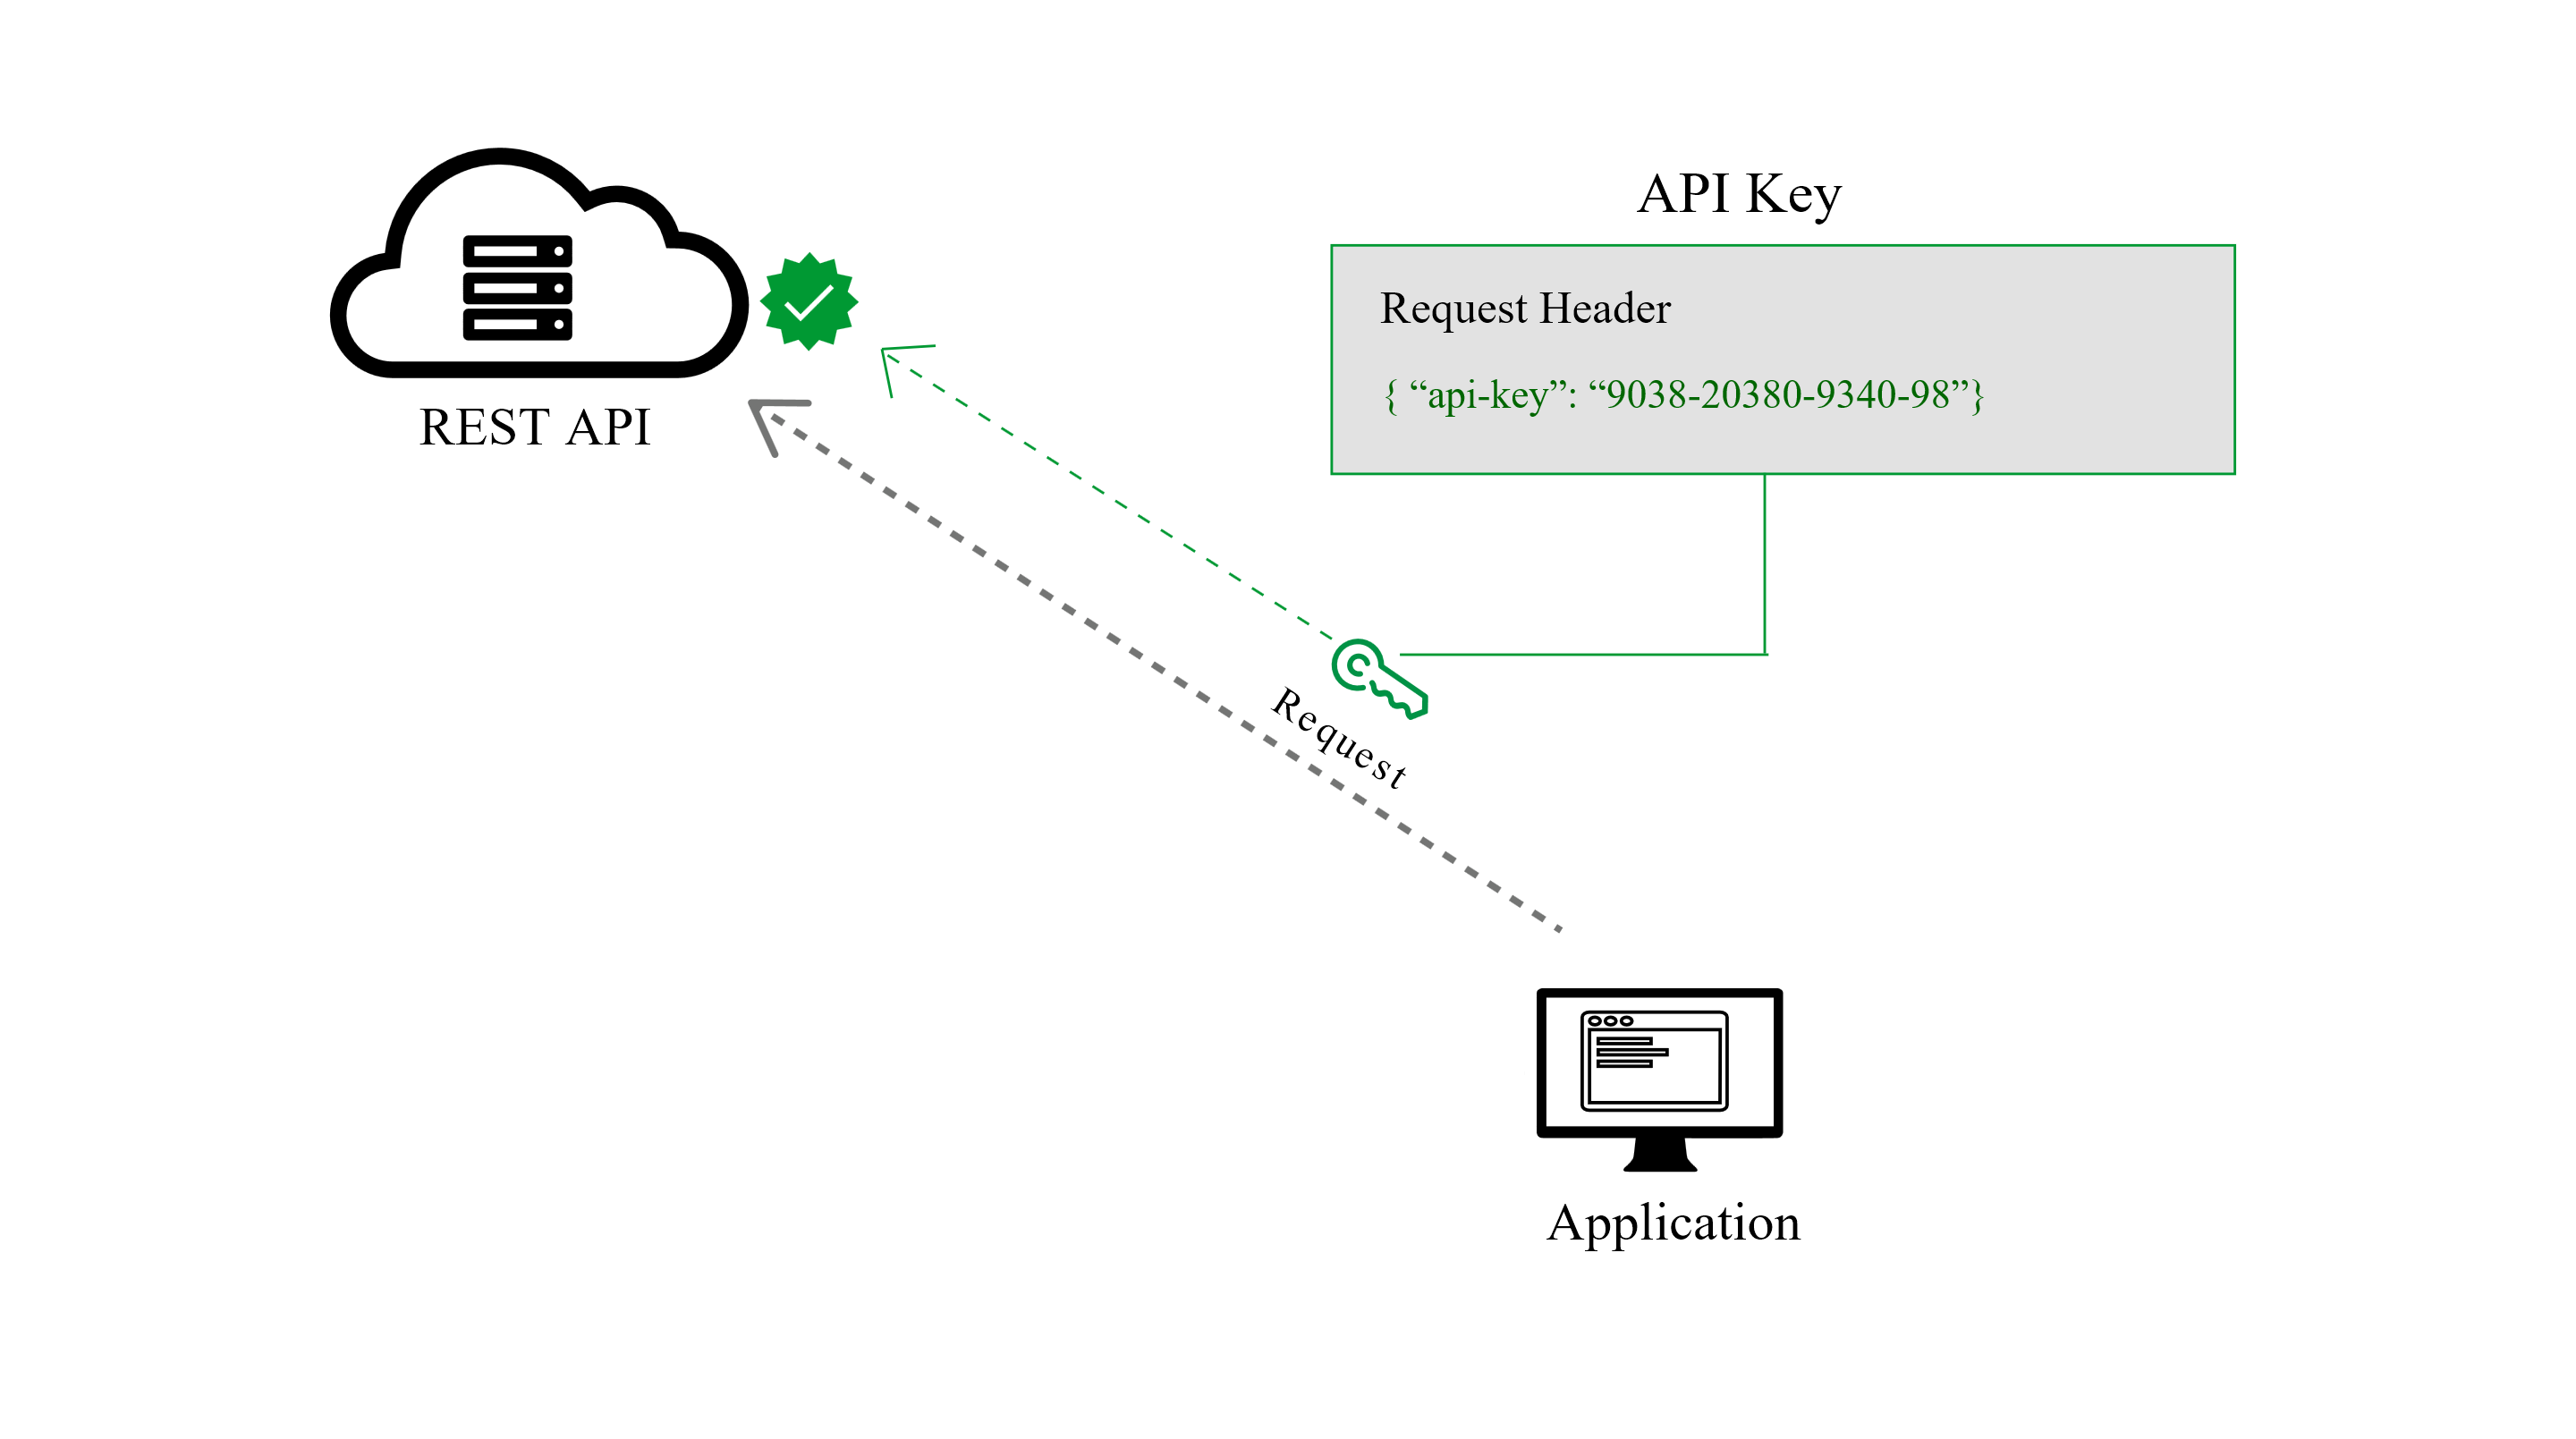 API Key
Request Header
{ “api-key”: “9038-20380-9340-98”}
REST API
Request
Application